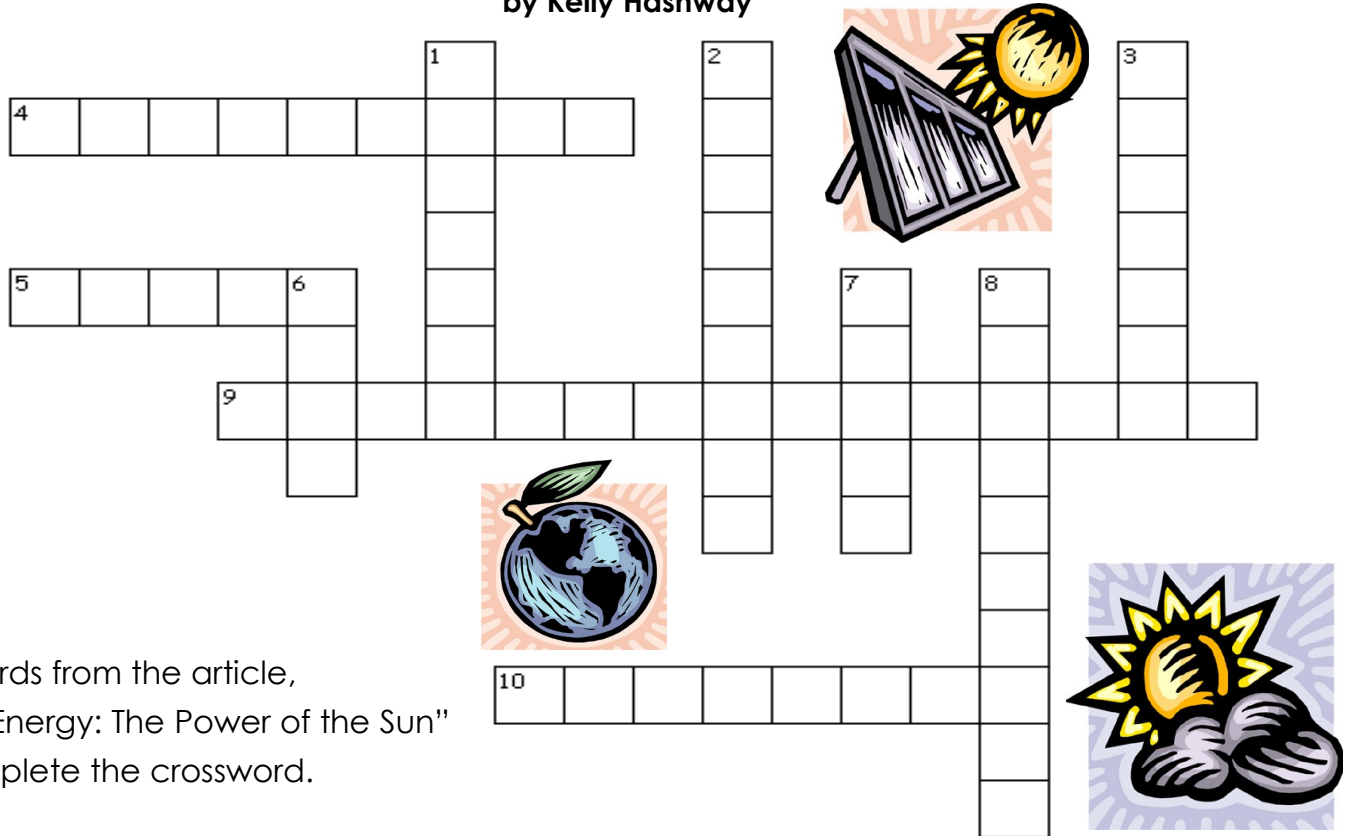 by Kelly Hashway
1 2 3
4
5 6 7 8
9
10
rds from the article,
Energy: The Power of the Sun”
plete the crossword.